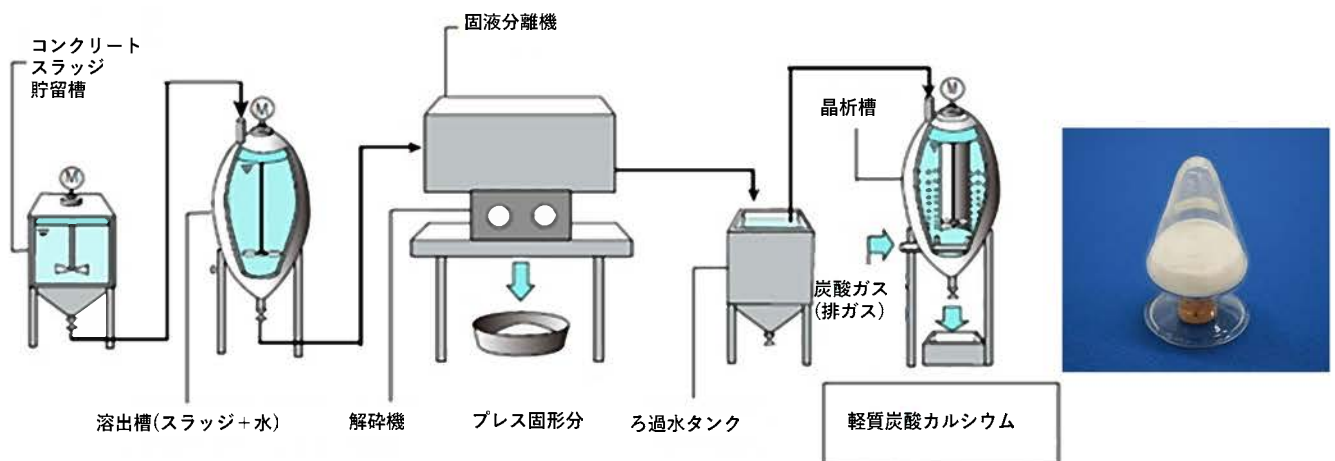 固液分離機
コンクリート
スラッジ
貯留槽
M
M
M
晶析槽
炭酸ガス
(排ガス)
溶出槽(スラッジ+水)
解砕機
プレス固形分
ろ過水タンク
軽質炭酸カルシウム